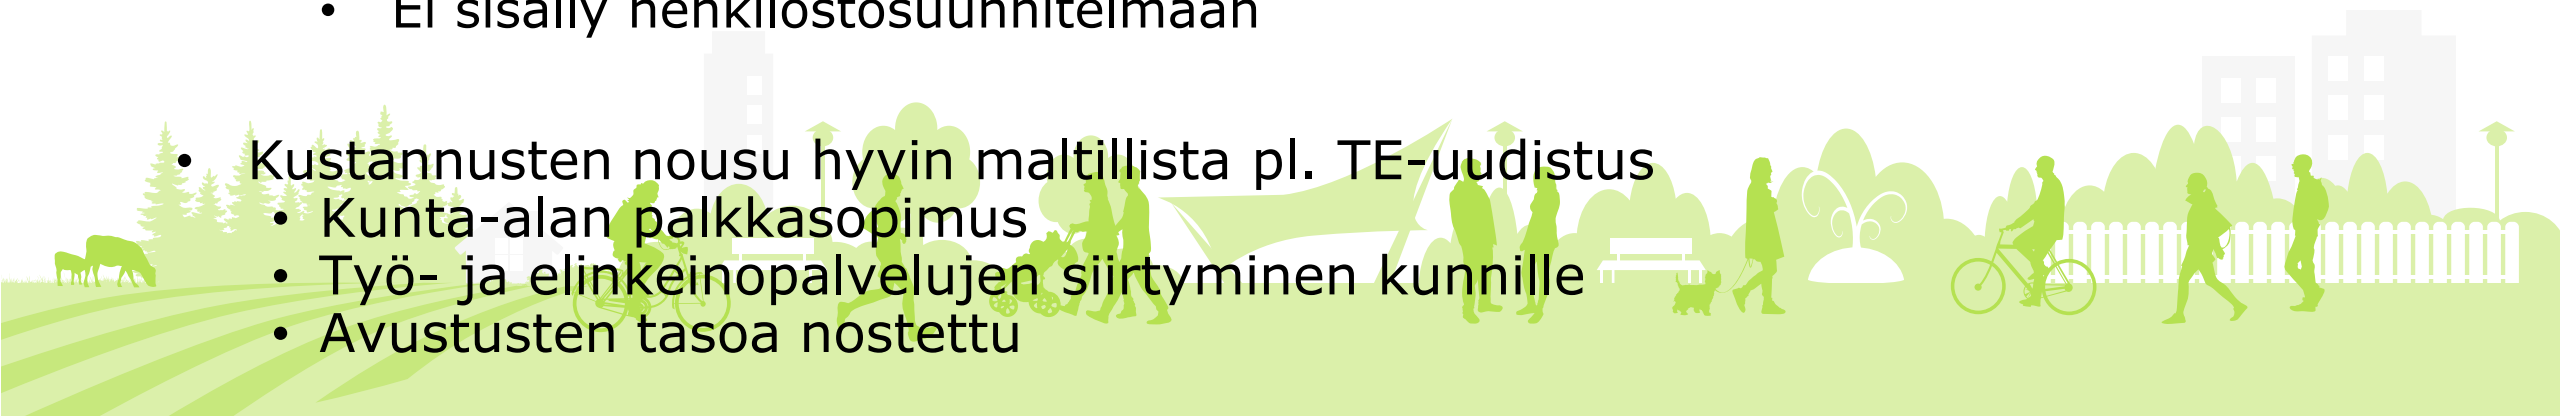 • Ei sisälly henkilöstösuunnitelmaan
• Kustannusten nousu hyvin maltillista pl. TE-uudistus
• Kunta-alan palkkasopimus
• Työ- ja elinkeinopalvelujen siirtyminen kunnille
• Avustusten tasoa nostettu